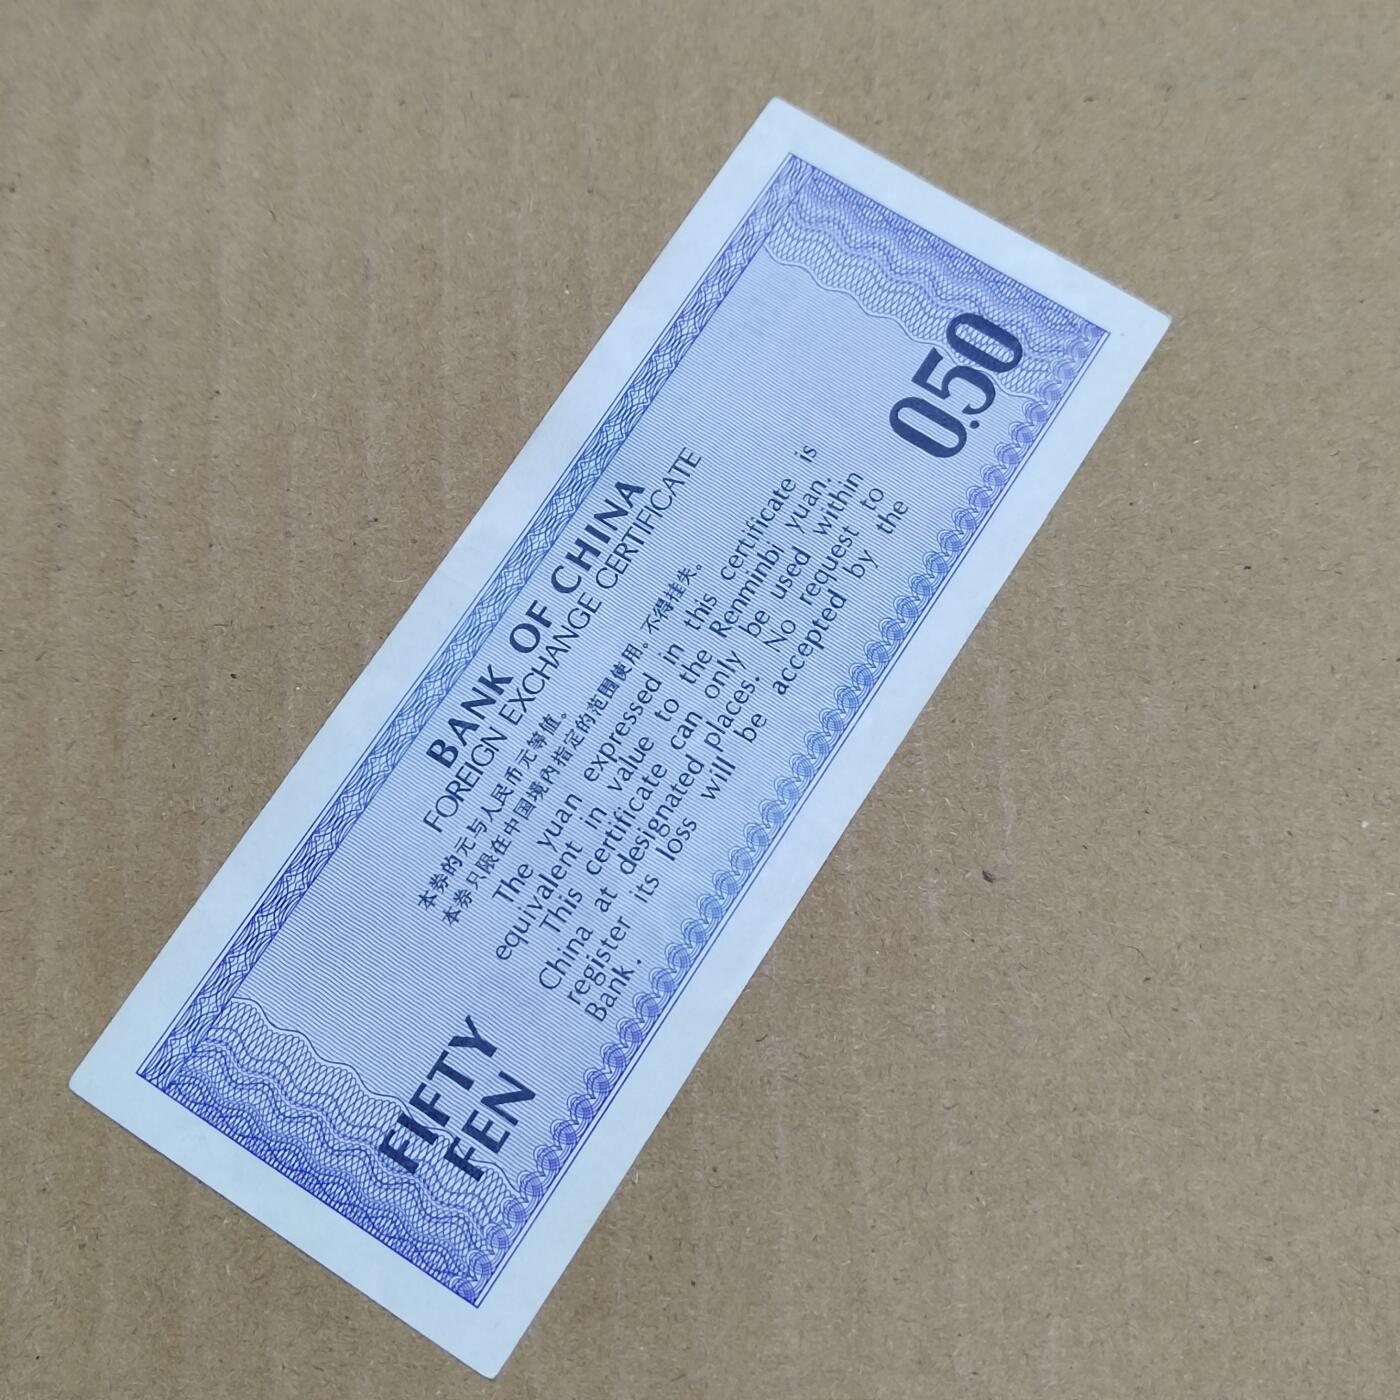 BANK OF CHINA
FOREIGN EXCHANGE CERTIFICATE
本券的元与人民币元等值。
本券只限在中国境内指定的范围使用。不得挂失。
The yuan expressed in this certificate is
equivalent in value to the Renminbi yuan.
This certificate can only be used within
China at designated places. No request to
register its loss will be accepted by the
Bank.
FIFTY
FEN
0.50